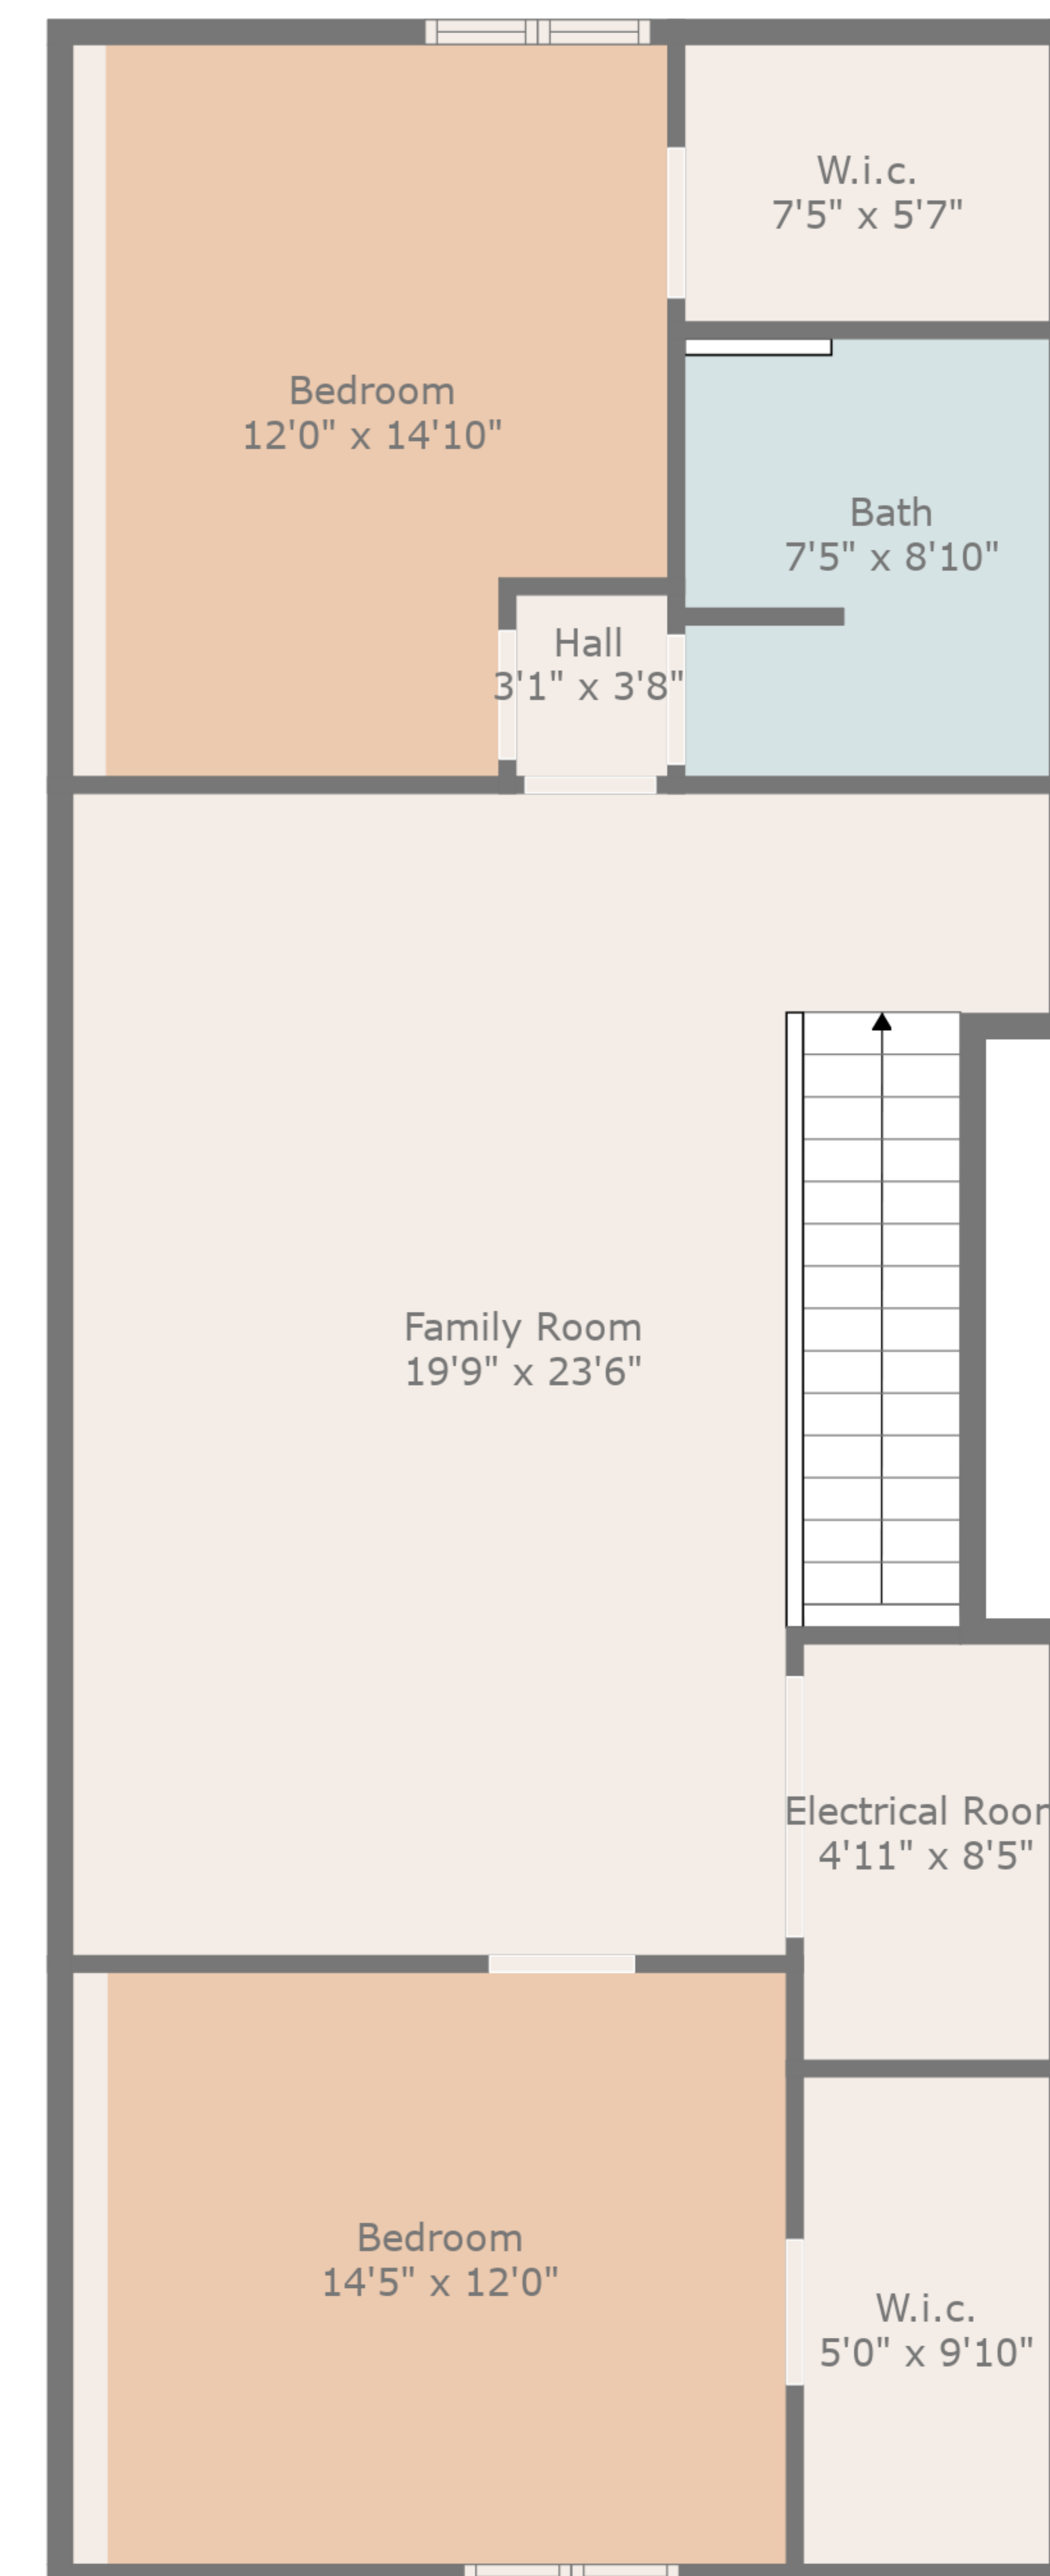 W.i.c.
7'5" x 5'7"
Bedroom
12'0" x 14'10"
Bath
7'5" x 8'10"
Hall
3'1" x 3'8"
Family Room
19'9" x 23'6"
Electrical Roor
4'11" x 8'5"
Bedroom
14'5" x 12'0"
W.i.c.
5'0" x 9'10"